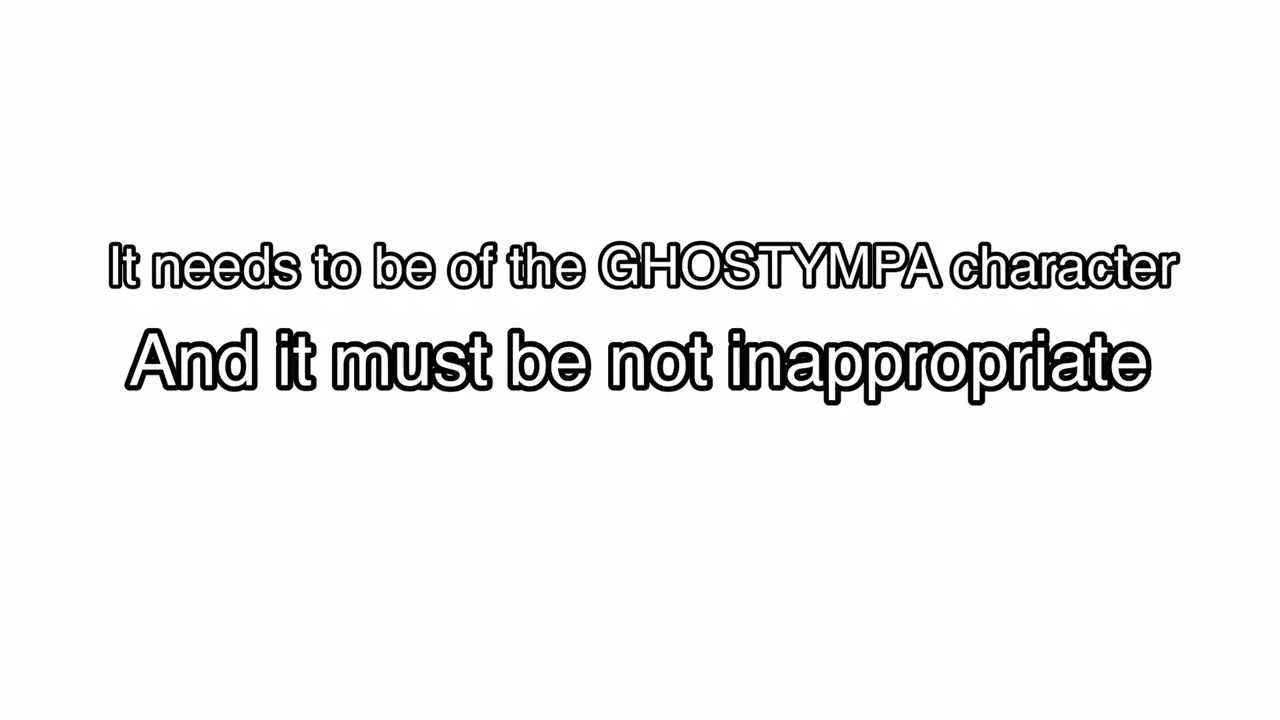 It needs to be of the GHOSTYMPA character
And it must be not inappropriate